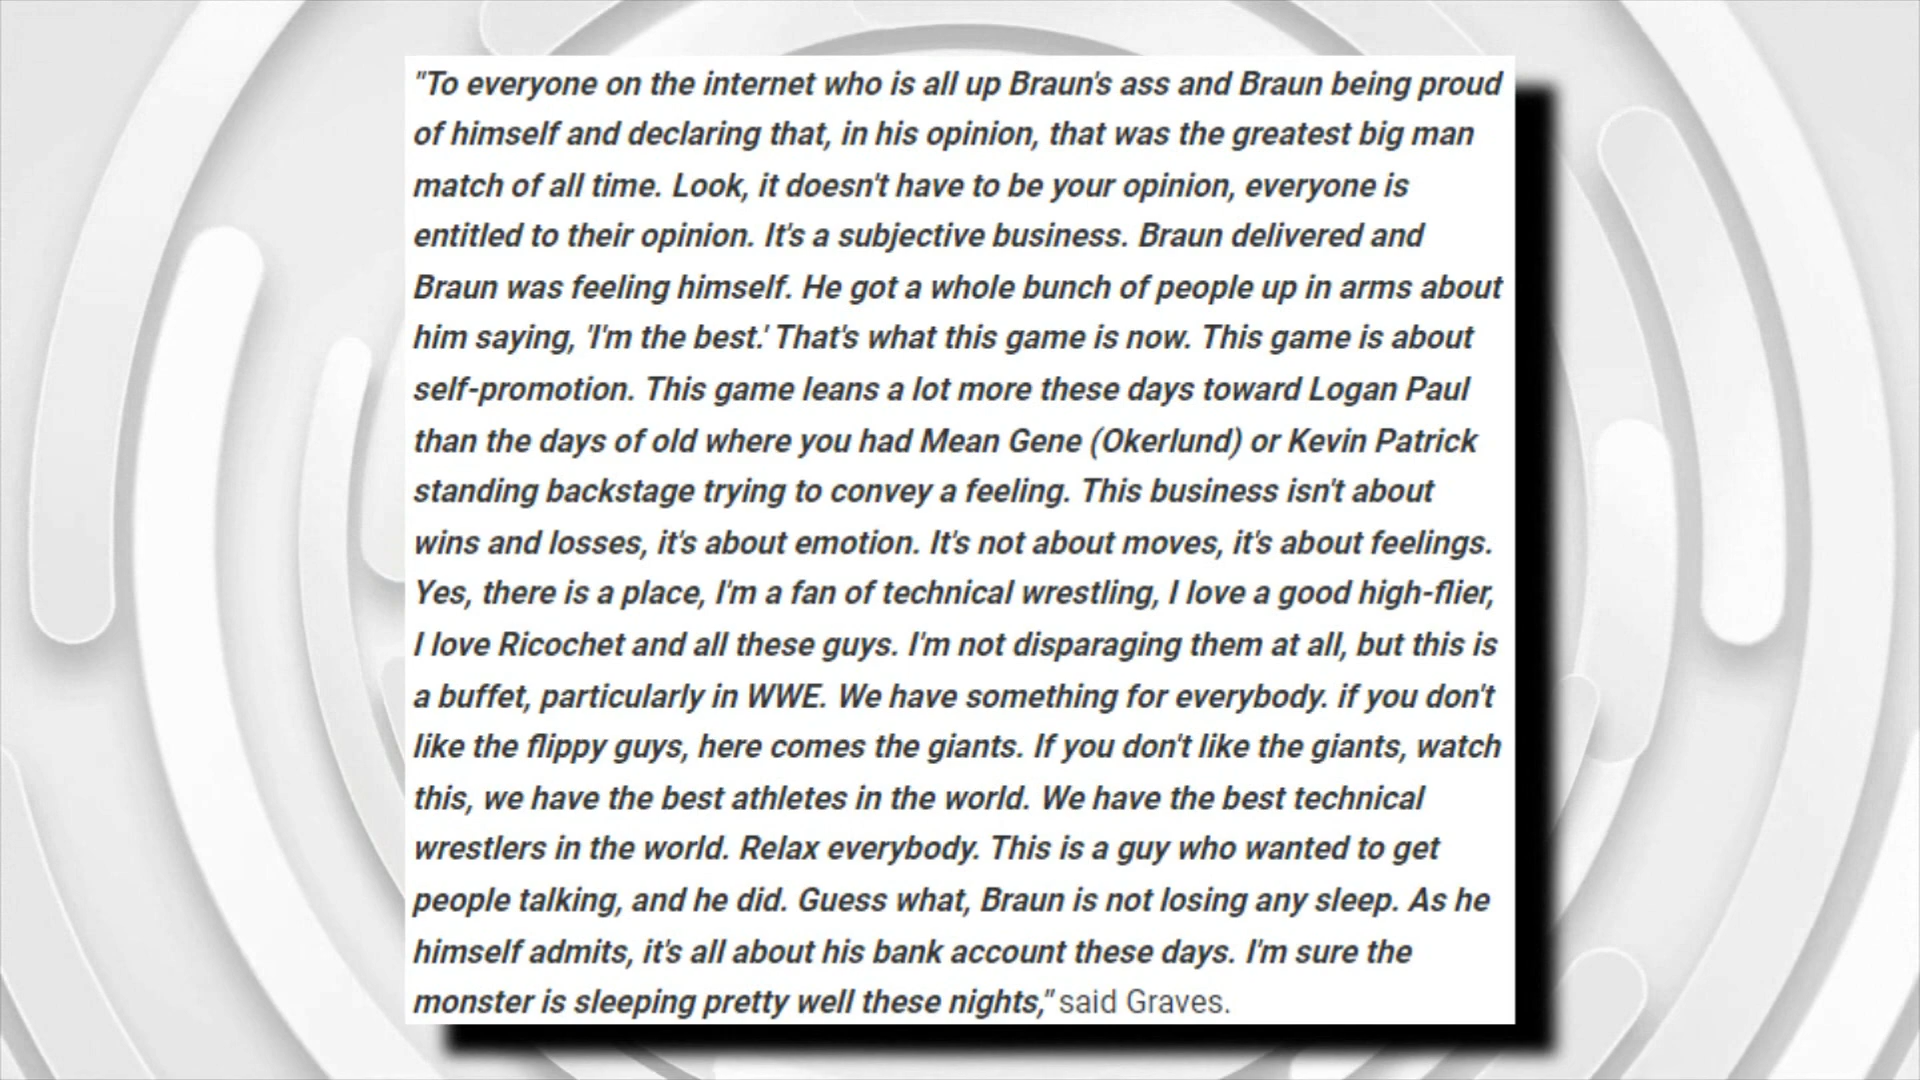 "To everyone on the internet who is all up Braun's ass and Braun being proud
of himself and declaring that, in his opinion, that was the greatest big man
match of all time. Look, it doesn't have to be your opinion, everyone is
entitled to their opinion. It's a subjective business. Braun delivered and
Braun was feeling himself. He got a whole bunch of people up in arms about
him saying, 'I'm the best.' That's what this game is now. This game is about
self-promotion. This game leans a lot more these days toward Logan Paul
than the days of old where you had Mean Gene (Okerlund) or Kevin Patrick
standing backstage trying to convey a feeling. This business isn't about
wins and losses, it's about emotion. It's not about moves, it's about feelings.
Yes, there is a place, I'm a fan of technical wrestling, I love a good high-flier,
I love Ricochet and all these guys. I'm not disparaging them at all, but this is
a buffet, particularly in WWE. We have something for everybody. if you don't
like the flippy guys, here comes the giants. If you don't like the giants, watch
this, we have the best athletes in the world. We have the best technical
wrestlers in the world. Relax everybody. This is a guy who wanted to get
people talking, and he did. Guess what, Braun is not losing any sleep. As he
himself admits, it's all about his bank account these days. I'm sure the
monster is sleeping pretty well these nights," said Graves.